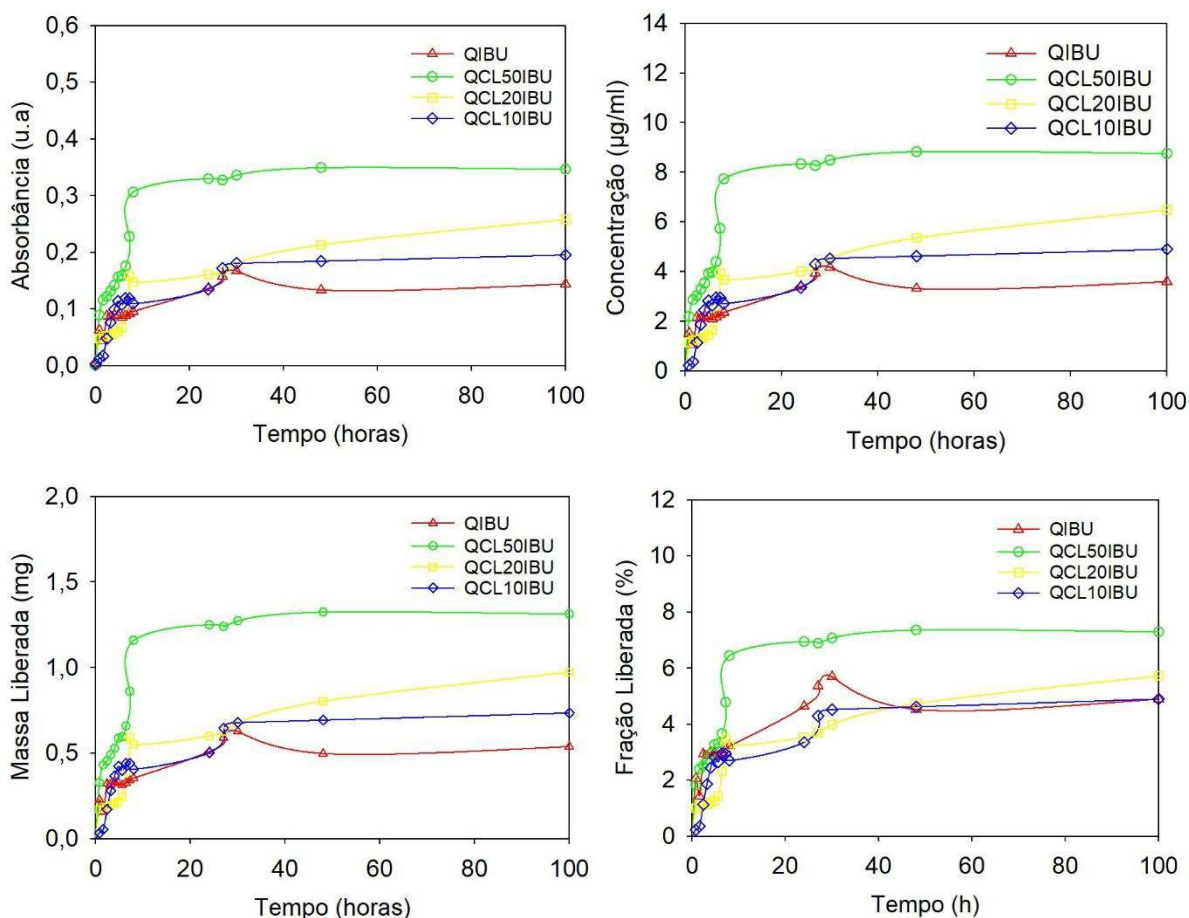 Absorbância (u.a)
0,6
0,5
0,4
0,3
0,2
0,1
0,0
QIBU
QCL50IBU
QCL20IBU
QCL10IBU
0 20 40 60 80 100
Tempo (horas)
Concentração (µg/ml)
14
12
10
8
6
4
2
0
QIBU
QCL50IBU
QCL20IBU
QCL10IBU
0 20 40 60 80 100
Tempo (horas)
Massa Liberada (mg)
2,0
1,5
1,0
0,5
0,0
QIBU
QCL50IBU
QCL20IBU
QCL10IBU
0 20 40 60 80 100
Tempo (horas)
Fração Liberada (%)
12
10
8
6
4
2
0
QIBU
QCL50IBU
QCL20IBU
QCL10IBU
0 20 40 60 80 100
Tempo (h)